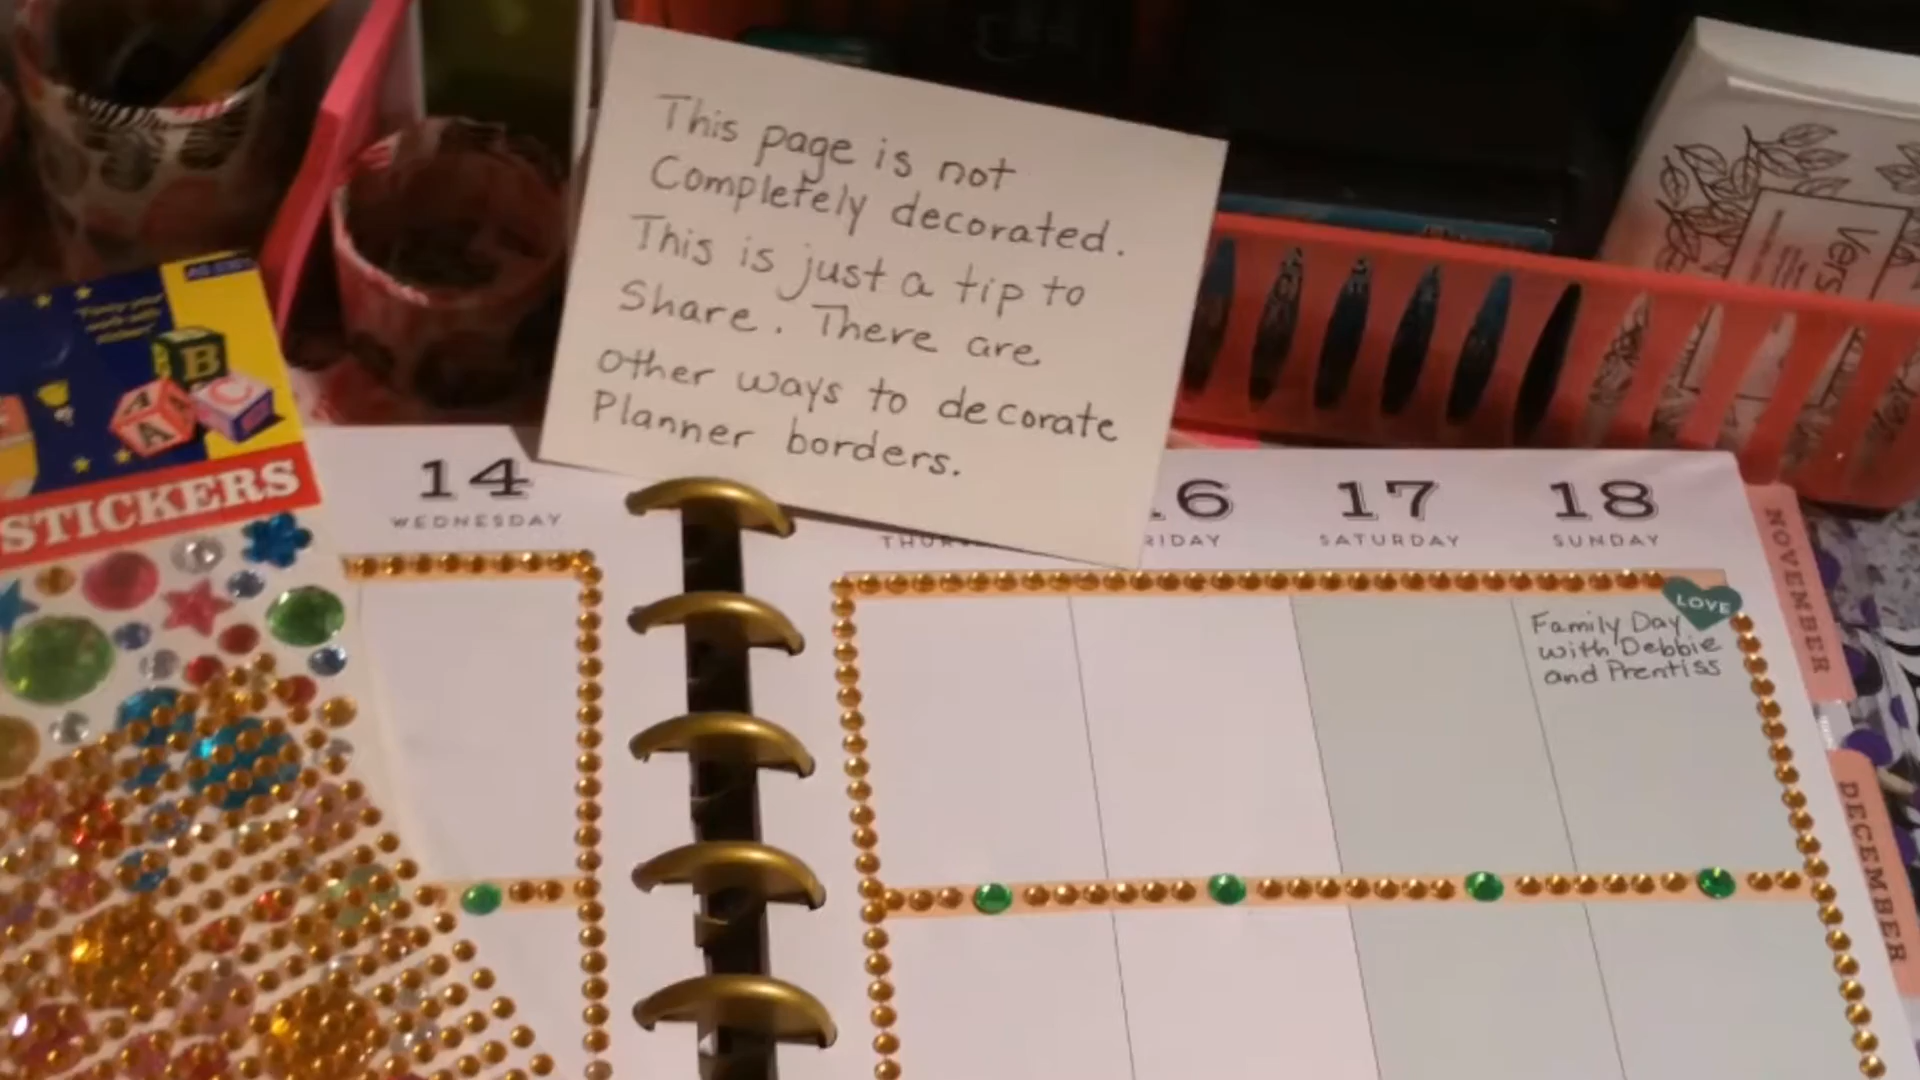 This page is not
Completely decorated.
This is just a tip to
Share. There are
other ways to decorate
Planner borders.
B
A
A
C
STICKERS
14
WEDNESDAY
16
17
18
SATURDAY
SUNDAY
LOVE
Family Day
with Debbie
and Prentiss
NOVEMBER
DECEMBER